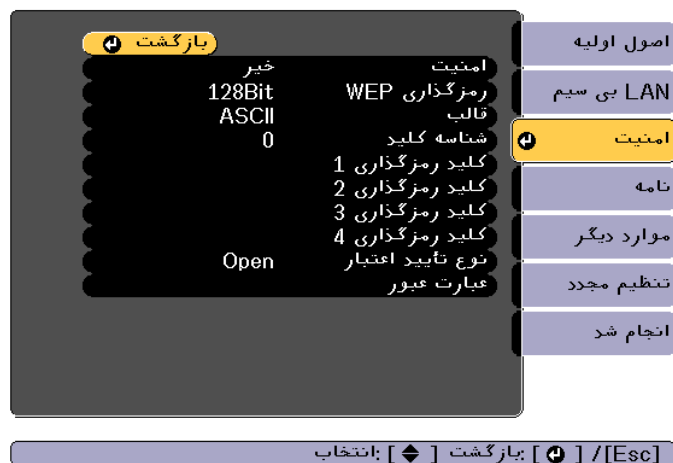 اصول اولیه
LAN بی سیم
امنیت
نامه
موارد دیگر
تنظیم مجدد
انجام شد
بازگشت
امنیت خیر
رمزگذاری WEP 128Bit
قالب ASCII
شناسه کلید 0
کلید رمزگذاری 1
کلید رمزگذاری 2
کلید رمزگذاری 3
کلید رمزگذاری 4
نوع تأیید اعتبار Open
عبارت عبور
[Esc] / [ ] :بازگشت [ ] :انتخاب